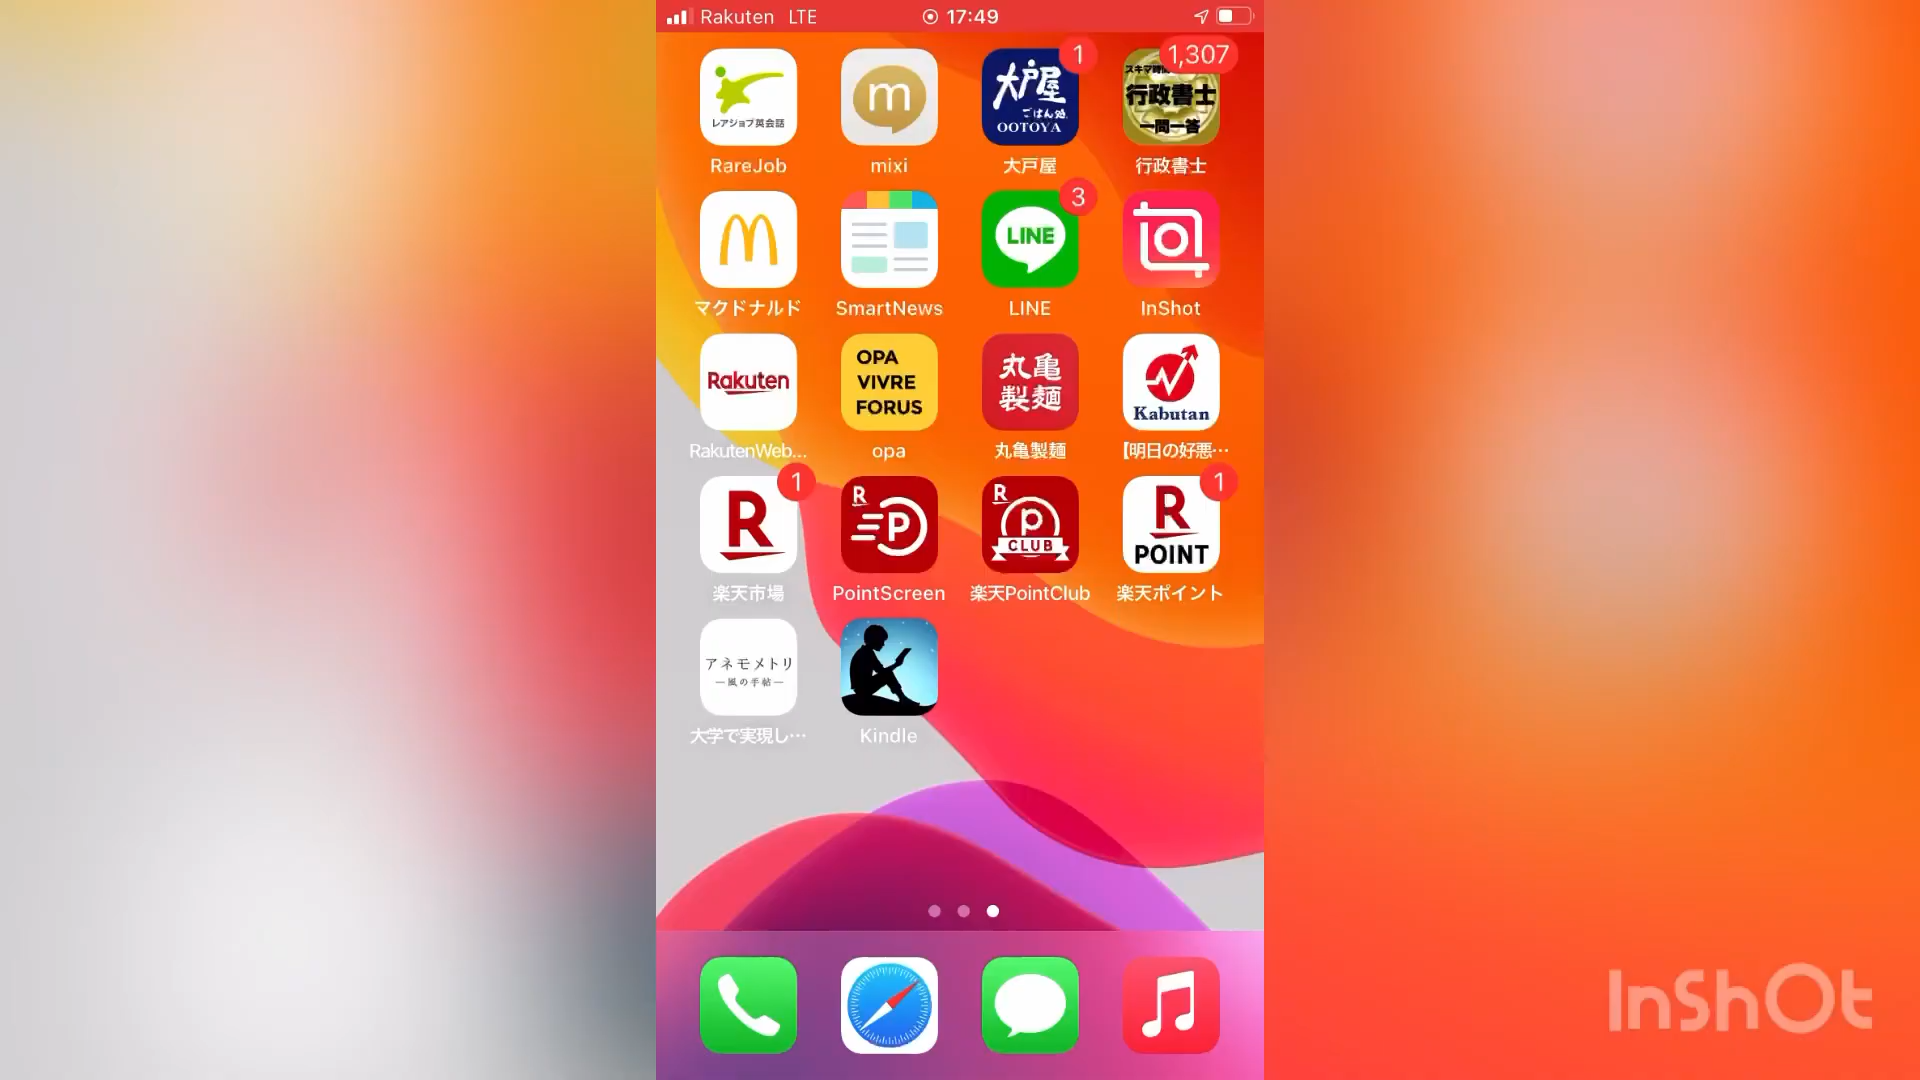 Rakuten LTE 17:49
レアジョブ英会話
RareJob
m
mixi
大戸屋
ごはん処
OOTOYA
1
大戸屋
1,307
スキマ時間
行政書士
一問一答
行政書士
マクドナルド
SmartNews
LINE
3
LINE
InShot
Rakuten
RakutenWeb...
OPA
VIVRE
FORUS
opa
丸亀
製麺
丸亀製麺
Kabutan
【明日の好悪…
R
1
楽天市場
R
P
PointScreen
R
P
CLUB
楽天PointClub
R
POINT
1
楽天ポイント
アネモメトリ
—風の手帖—
大学で実現し…
Kindle
InShOt